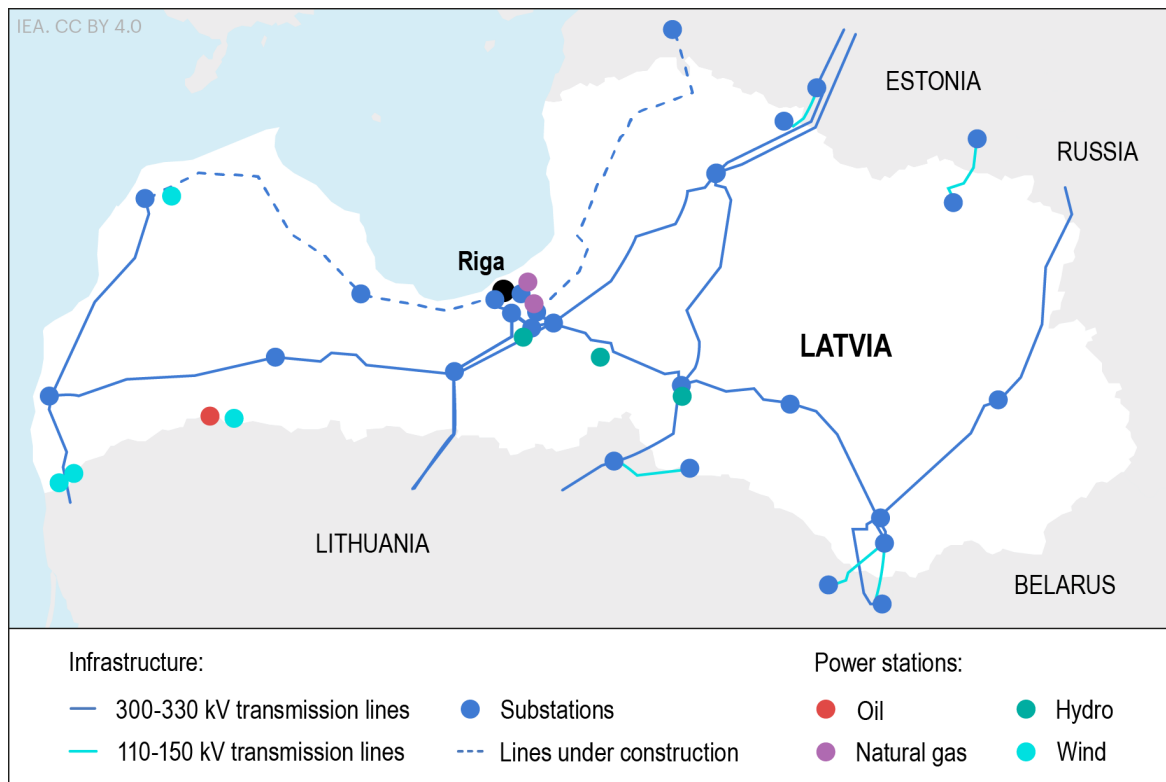 IEA. CC BY 4.0
ESTONIA
RUSSIA
Riga
LATVIA
LITHUANIA
BELARUS
Infrastructure:
300-330 kV transmission lines
110-150 kV transmission lines
Substations
Lines under construction
Power stations:
Oil
Natural gas
Hydro
Wind